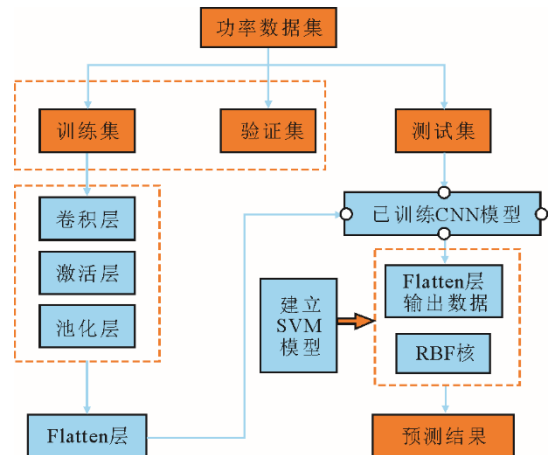 功率数据集
训练集
验证集
测试集
卷积层
激活层
池化层
Flatten层
已训练CNN模型
建立
SVM
模型
Flatten层
输出数据
RBF核
预测结果